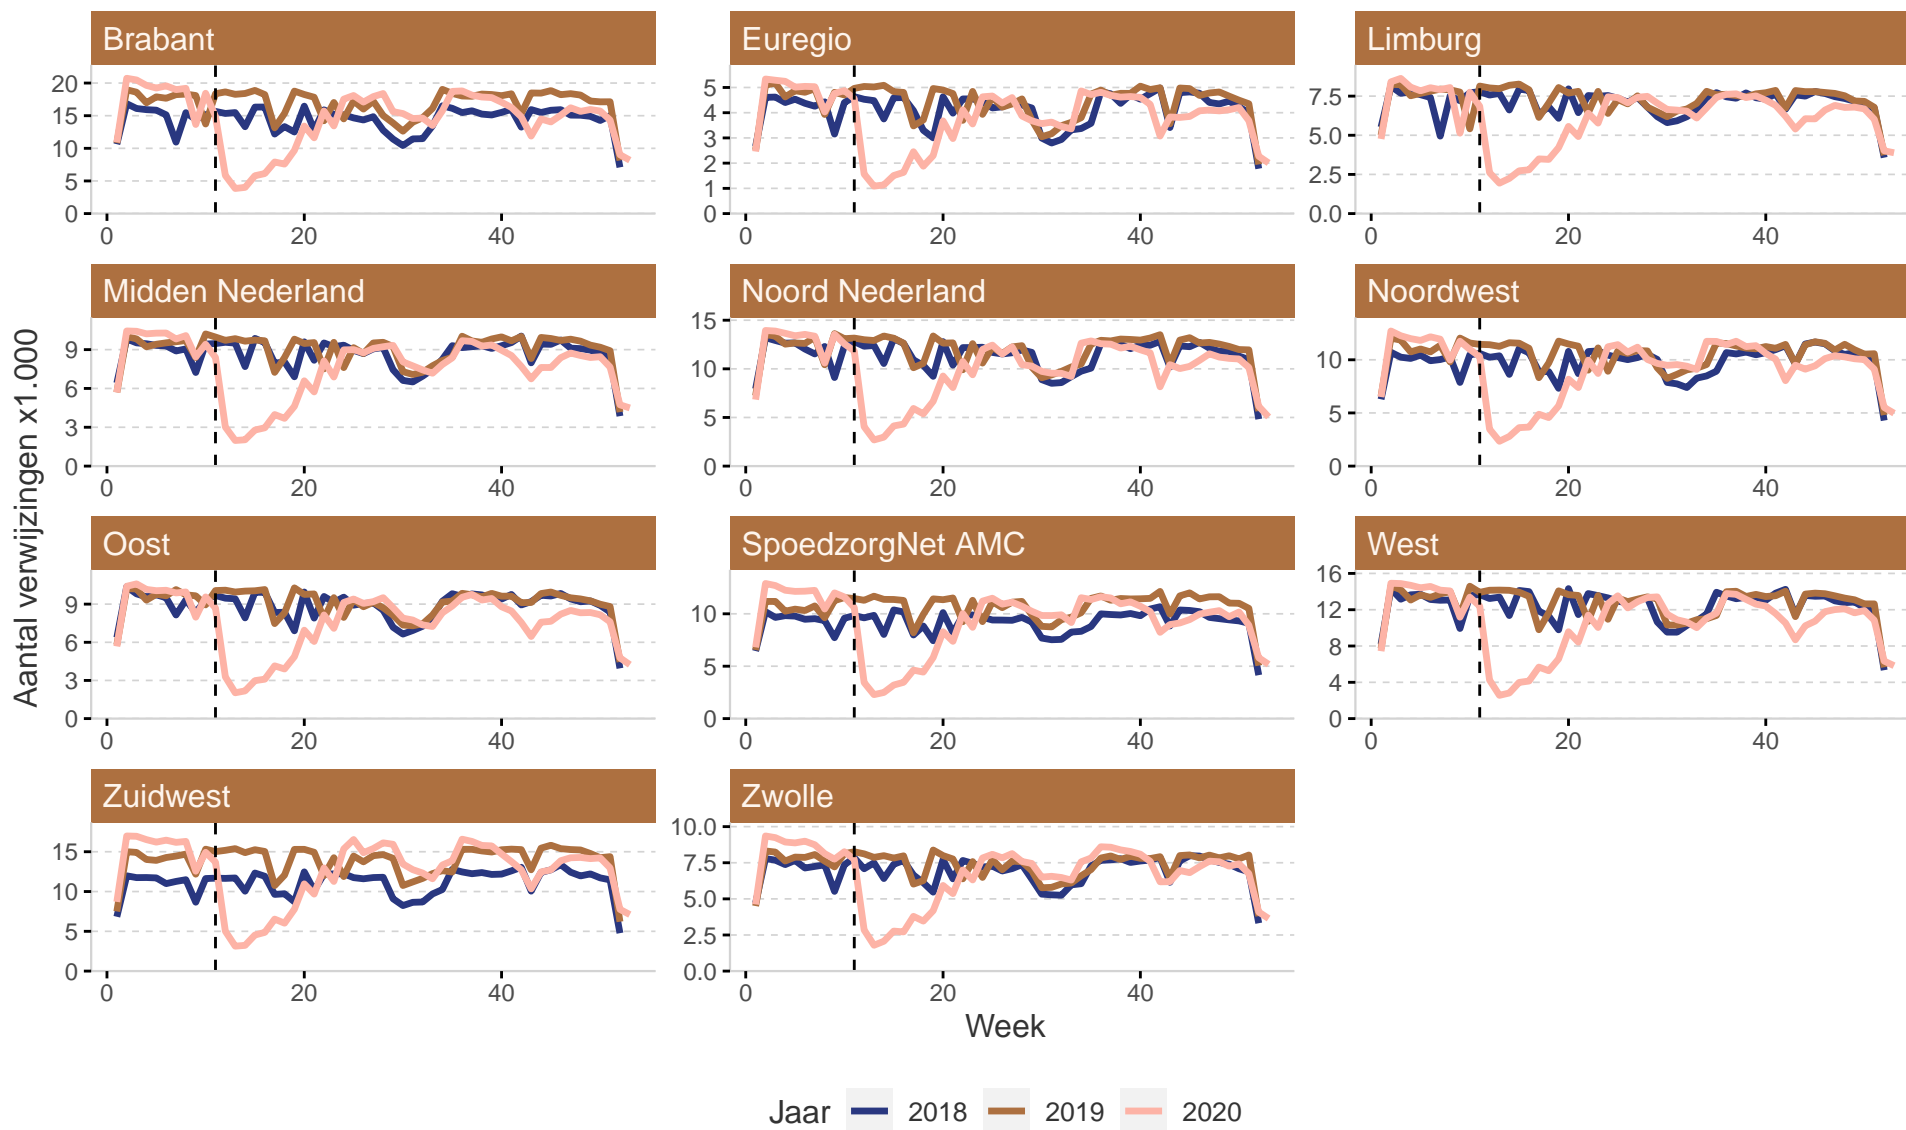 Brabant
Euregio
Limburg
20
15
10
5
0
5
4
3
2
1
0
7.5
5.0
2.5
0.0
0 20 40
0 20 40
0 20 40
Midden Nederland
Noord Nederland
Noordwest
9
6
3
0
15
10
5
0
10
5
0
0 20 40
0 20 40
0 20 40
Aantal verwijzingen x1.000
Oost
SpoedzorgNet AMC
West
9
6
3
0
10
5
0
16
12
8
4
0
0 20 40
0 20 40
0 20 40
Zuidwest
Zwolle
15
10
5
0
10.0
7.5
5.0
2.5
0.0
0 20 40
0 20 40
Week
Jaar 2018 2019 2020